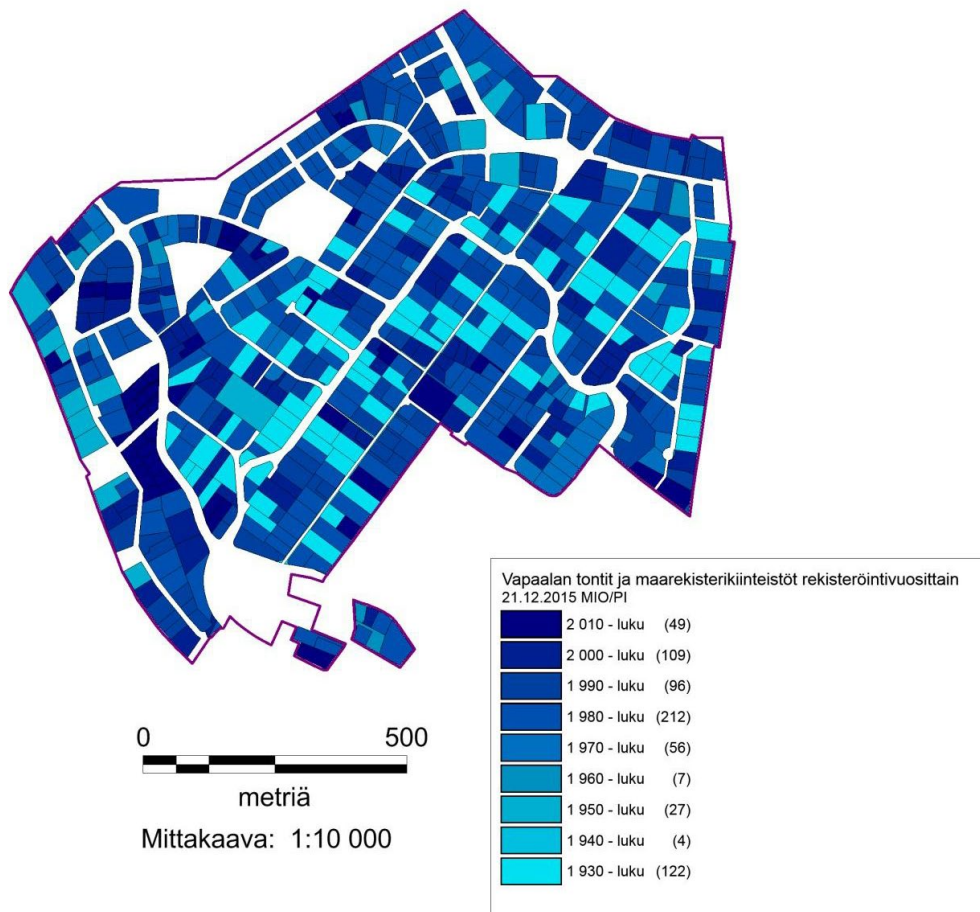 Vapaalan tontit ja maarekisterikiinteistöt rekisteröintivuosittain
21.12.2015 MIO/PI
2 010 - luku (49)
2 000 - luku (109)
1 990 - luku (96)
1 980 - luku (212)
1 970 - luku (56)
1 960 - luku (7)
1 950 - luku (27)
1 940 - luku (4)
1 930 - luku (122)
0 500
metriä
Mittakaava: 1:10 000